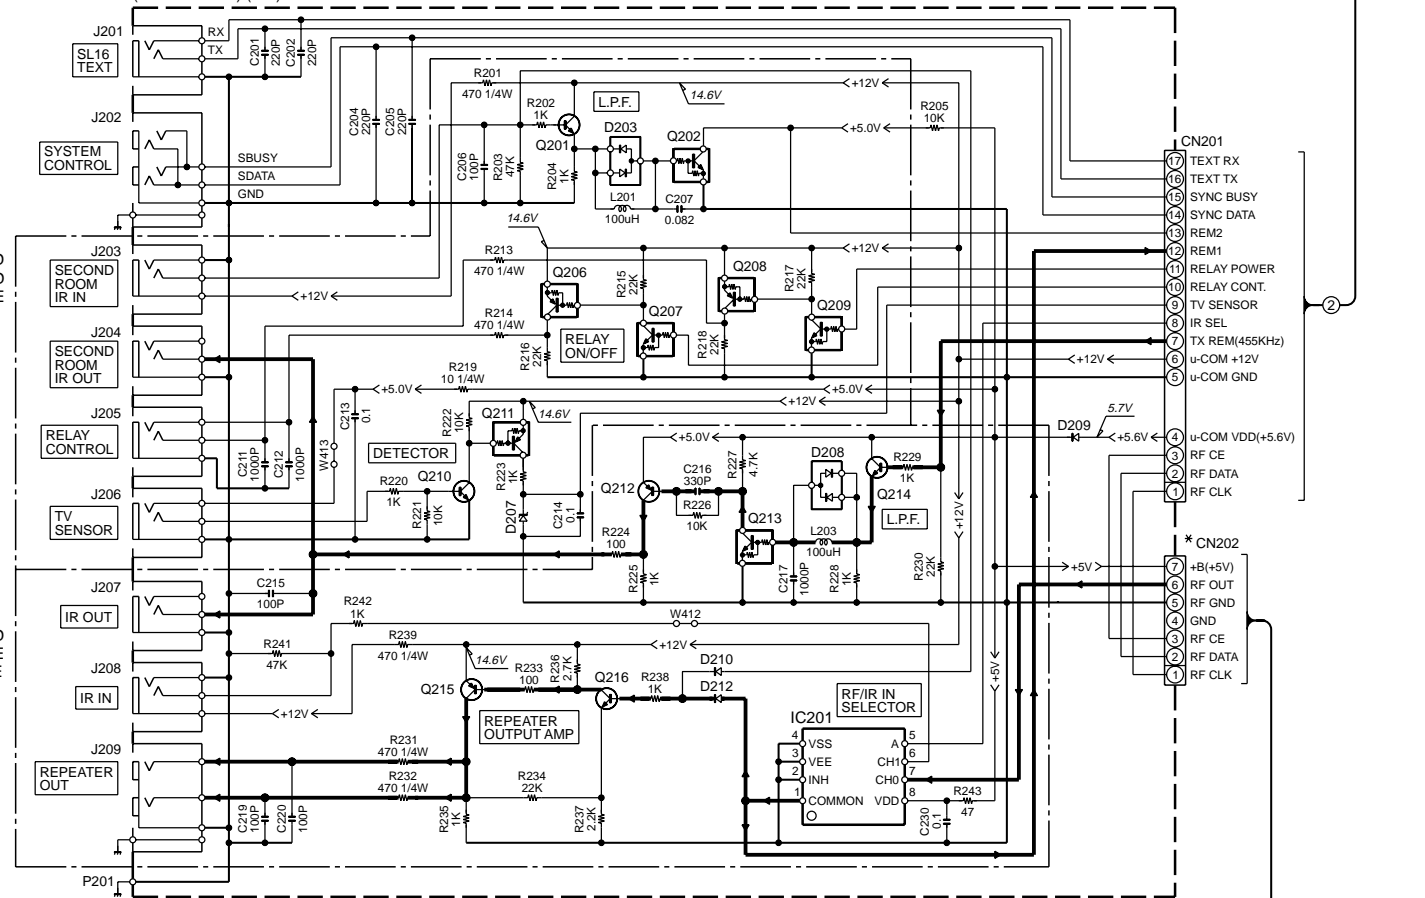 J201
SL16
TEXT
RX
TX
C201
220P
C202
220P
J202
SYSTEM
CONTROL
SBUSY
SDATA
GND
C204
220P
C205
220P
R201
470 1/4W
14.6V
+12V
R202
1K
L.P.F.
Q201
D203
Q202
+5.0V
R205
10K
C206
100P
R203
47K
R204
1K
L201
100uH
C207
0.082
CN201
17 TEXT RX
16 TEXT TX
15 SYNC BUSY
14 SYNC DATA
13 REM2
12 REM1
11 RELAY POWER
10 RELAY CONT.
9 TV SENSOR
8 IR SEL
7 TX REM(455KHz)
6 u-COM +12V
5 u-COM GND
4 u-COM VDD(+5.6V)
3 RF CE
2 RF DATA
1 RF CLK
2
J203
SECOND
ROOM
IR IN
+12V
14.6V
R213
470 1/4W
+12V
Q206
R215
22K
Q208
R217
22K
Q207
Q209
J204
SECOND
ROOM
IR OUT
R214
470 1/4W
R216
22K
RELAY
ON/OFF
R218
22K
+12V
R219
10 1/4W
+5.0V
+5.0V
+12V
J205
RELAY
CONTROL
C211
1000P
C212
1000P
W413
C213
0.1
DETECTOR
R222
10K
Q211
14.6V
R223
1K
+5.0V
D209
5.7V
+5.6V
J206
TV
SENSOR
R220
1K
Q210
R221
10K
D207
C214
0.1
Q212
C216
330P
R226
10K
R227
4.7K
D208
R229
1K
Q214
L.P.F.
Q213
L203
100uH
+12V
R224
100
R225
1K
C217
1000P
R228
1K
R230
22K
* CN202
+5V
7 +B(+5V)
6 RF OUT
5 RF GND
4 GND
3 RF CE
2 RF DATA
1 RF CLK
J207
IR OUT
C215
100P
R242
1K
W412
R241
47K
R239
470 1/4W
+12V
14.6V
+5V
J208
IR IN
+12V
Q215
R233
100
R236
2.7K
Q216
R238
1K
D210
D212
REPEATER
OUTPUT AMP
RF/IR IN
SELECTOR
IC201
4 VSS
3 VEE
2 INH
1 COMMON
A 5
CH1 6
CH0 7
VDD 8
J209
REPEATER
OUT
R231
470 1/4W
R232
470 1/4W
R234
22K
C219
100P
C220
100P
R235
1K
R237
2.2K
C230
0.1
R243
47
P201